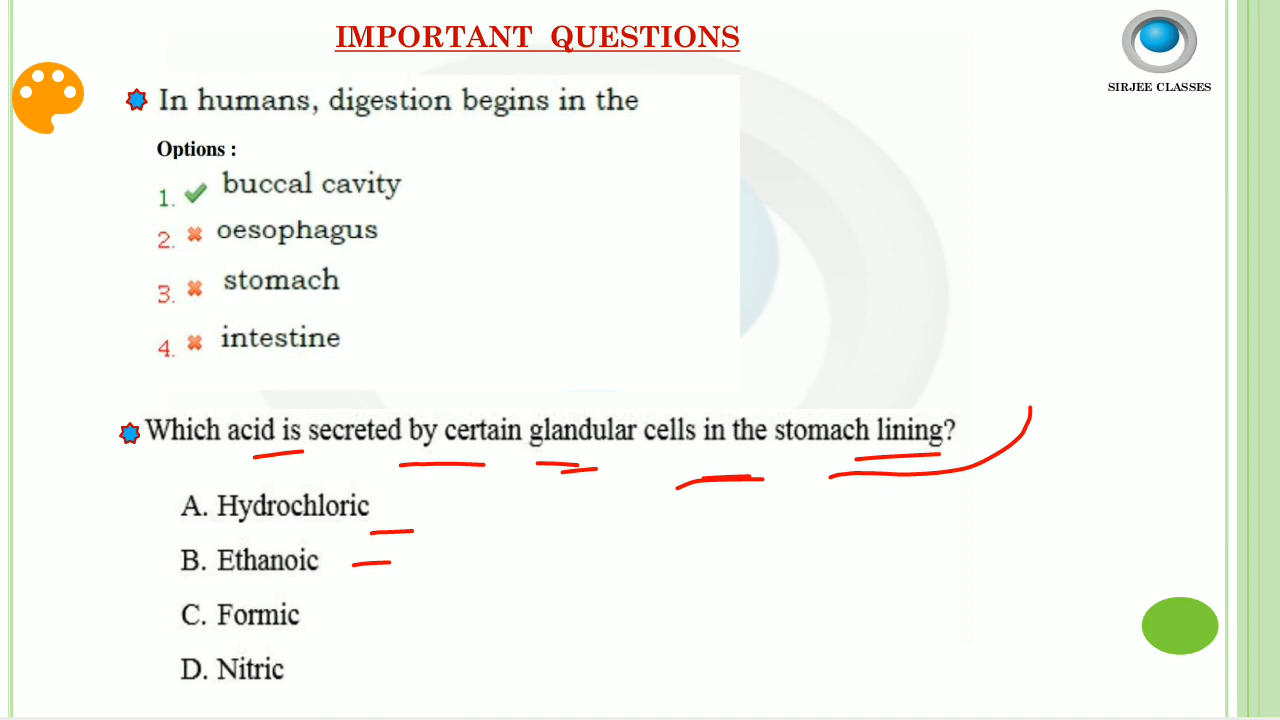 IMPORTANT QUESTIONS
SIRJEE CLASSES
In humans, digestion begins in the
Options :
1. buccal cavity
2. oesophagus
3. stomach
4. intestine
Which acid is secreted by certain glandular cells in the stomach lining?
A. Hydrochloric
B. Ethanoic
C. Formic
D. Nitric